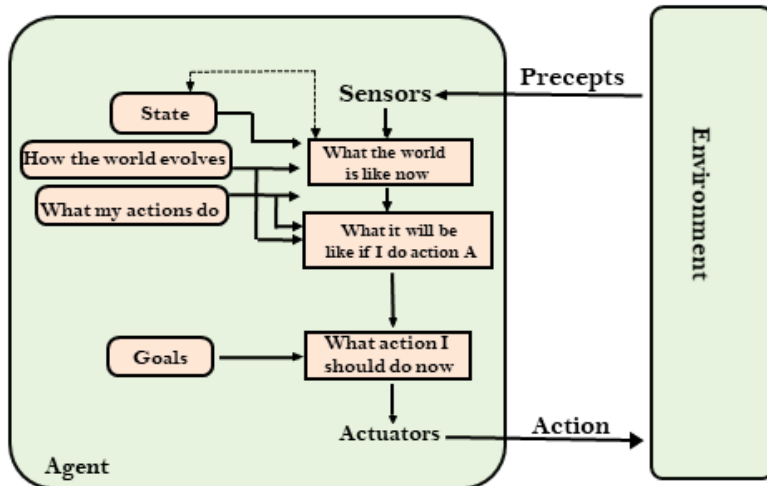 Precepts
Sensors
State
How the world evolves
What the world
is like now
What my actions do
What it will be
like if I do action A
Environment
Goals
What action I
should do now
Actuators
Action
Agent